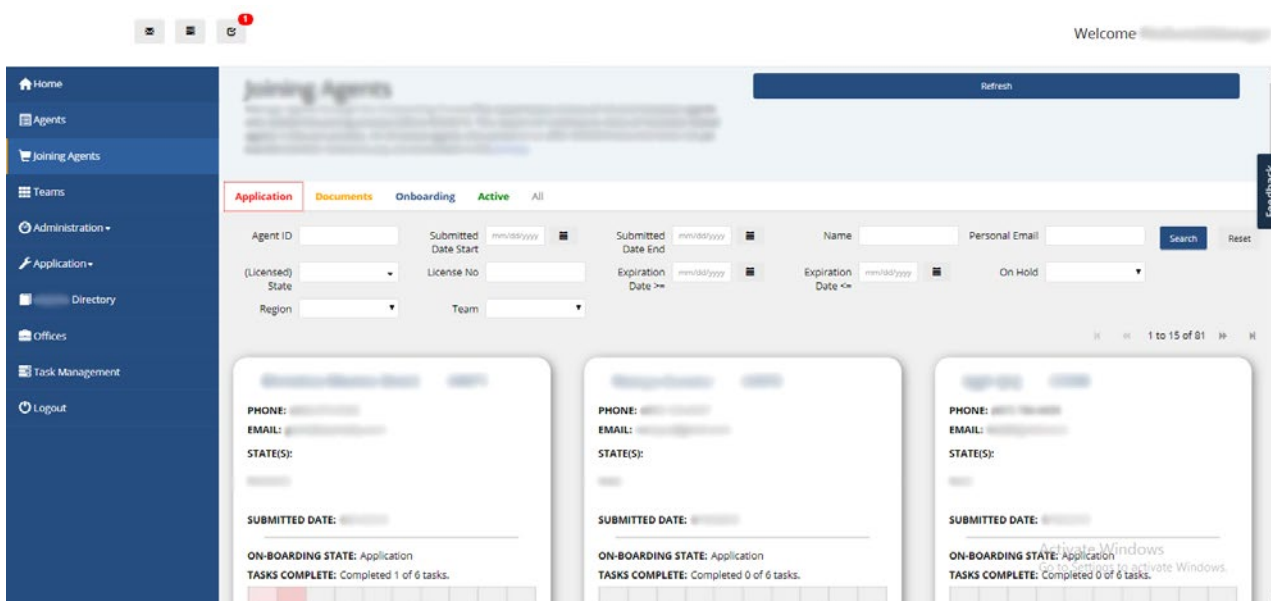 1
Welcome
Home
Agents
Joining Agents
Teams
Administration
Application
Directory
Offices
Task Management
Logout
Joining Agents
Refresh
Feedback
Application Documents Onboarding Active All
Agent ID Submitted Date Start mm/dd/yyyy Submitted Date End mm/dd/yyyy Name Personal Email Search Reset
(Licensed) State License No Expiration Date >= mm/dd/yyyy Expiration Date <= mm/dd/yyyy On Hold
Region Team
1 to 15 of 81
PHONE:
EMAIL:
STATE(S):
SUBMITTED DATE:
ON-BOARDING STATE: Application
TASKS COMPLETE: Completed 1 of 6 tasks.
PHONE:
EMAIL:
STATE(S):
SUBMITTED DATE:
ON-BOARDING STATE: Application
TASKS COMPLETE: Completed 0 of 6 tasks.
PHONE:
EMAIL:
STATE(S):
SUBMITTED DATE:
ON-BOARDING STATE: Application
TASKS COMPLETE: Completed 0 of 6 tasks.
Activate Windows
Go to Settings to activate Windows.